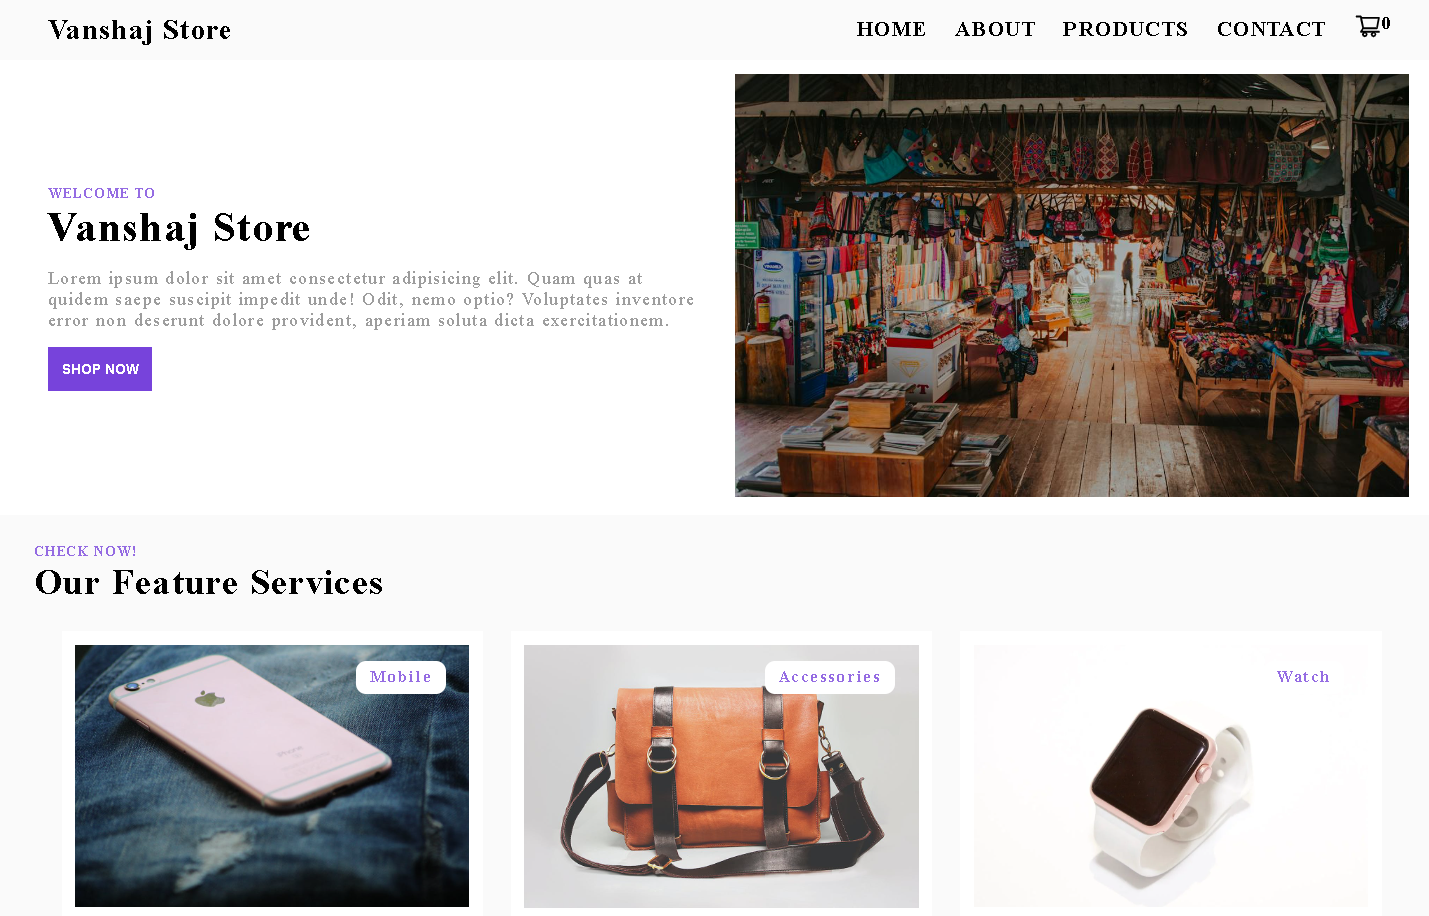 Vanshaj Store
HOME ABOUT PRODUCTS CONTACT 0
WELCOME TO
Vanshaj Store
Lorem ipsum dolor sit amet consectetur adipisicing elit. Quam quas at
quidem saepe suscipit impedit unde! Odit, nemo optio? Voluptates inventore
error non deserunt dolore provident, aperiam soluta dicta exercitationem.
SHOP NOW
CHECK NOW!
Our Feature Services
Mobile
iPhone
Accessories
Watch